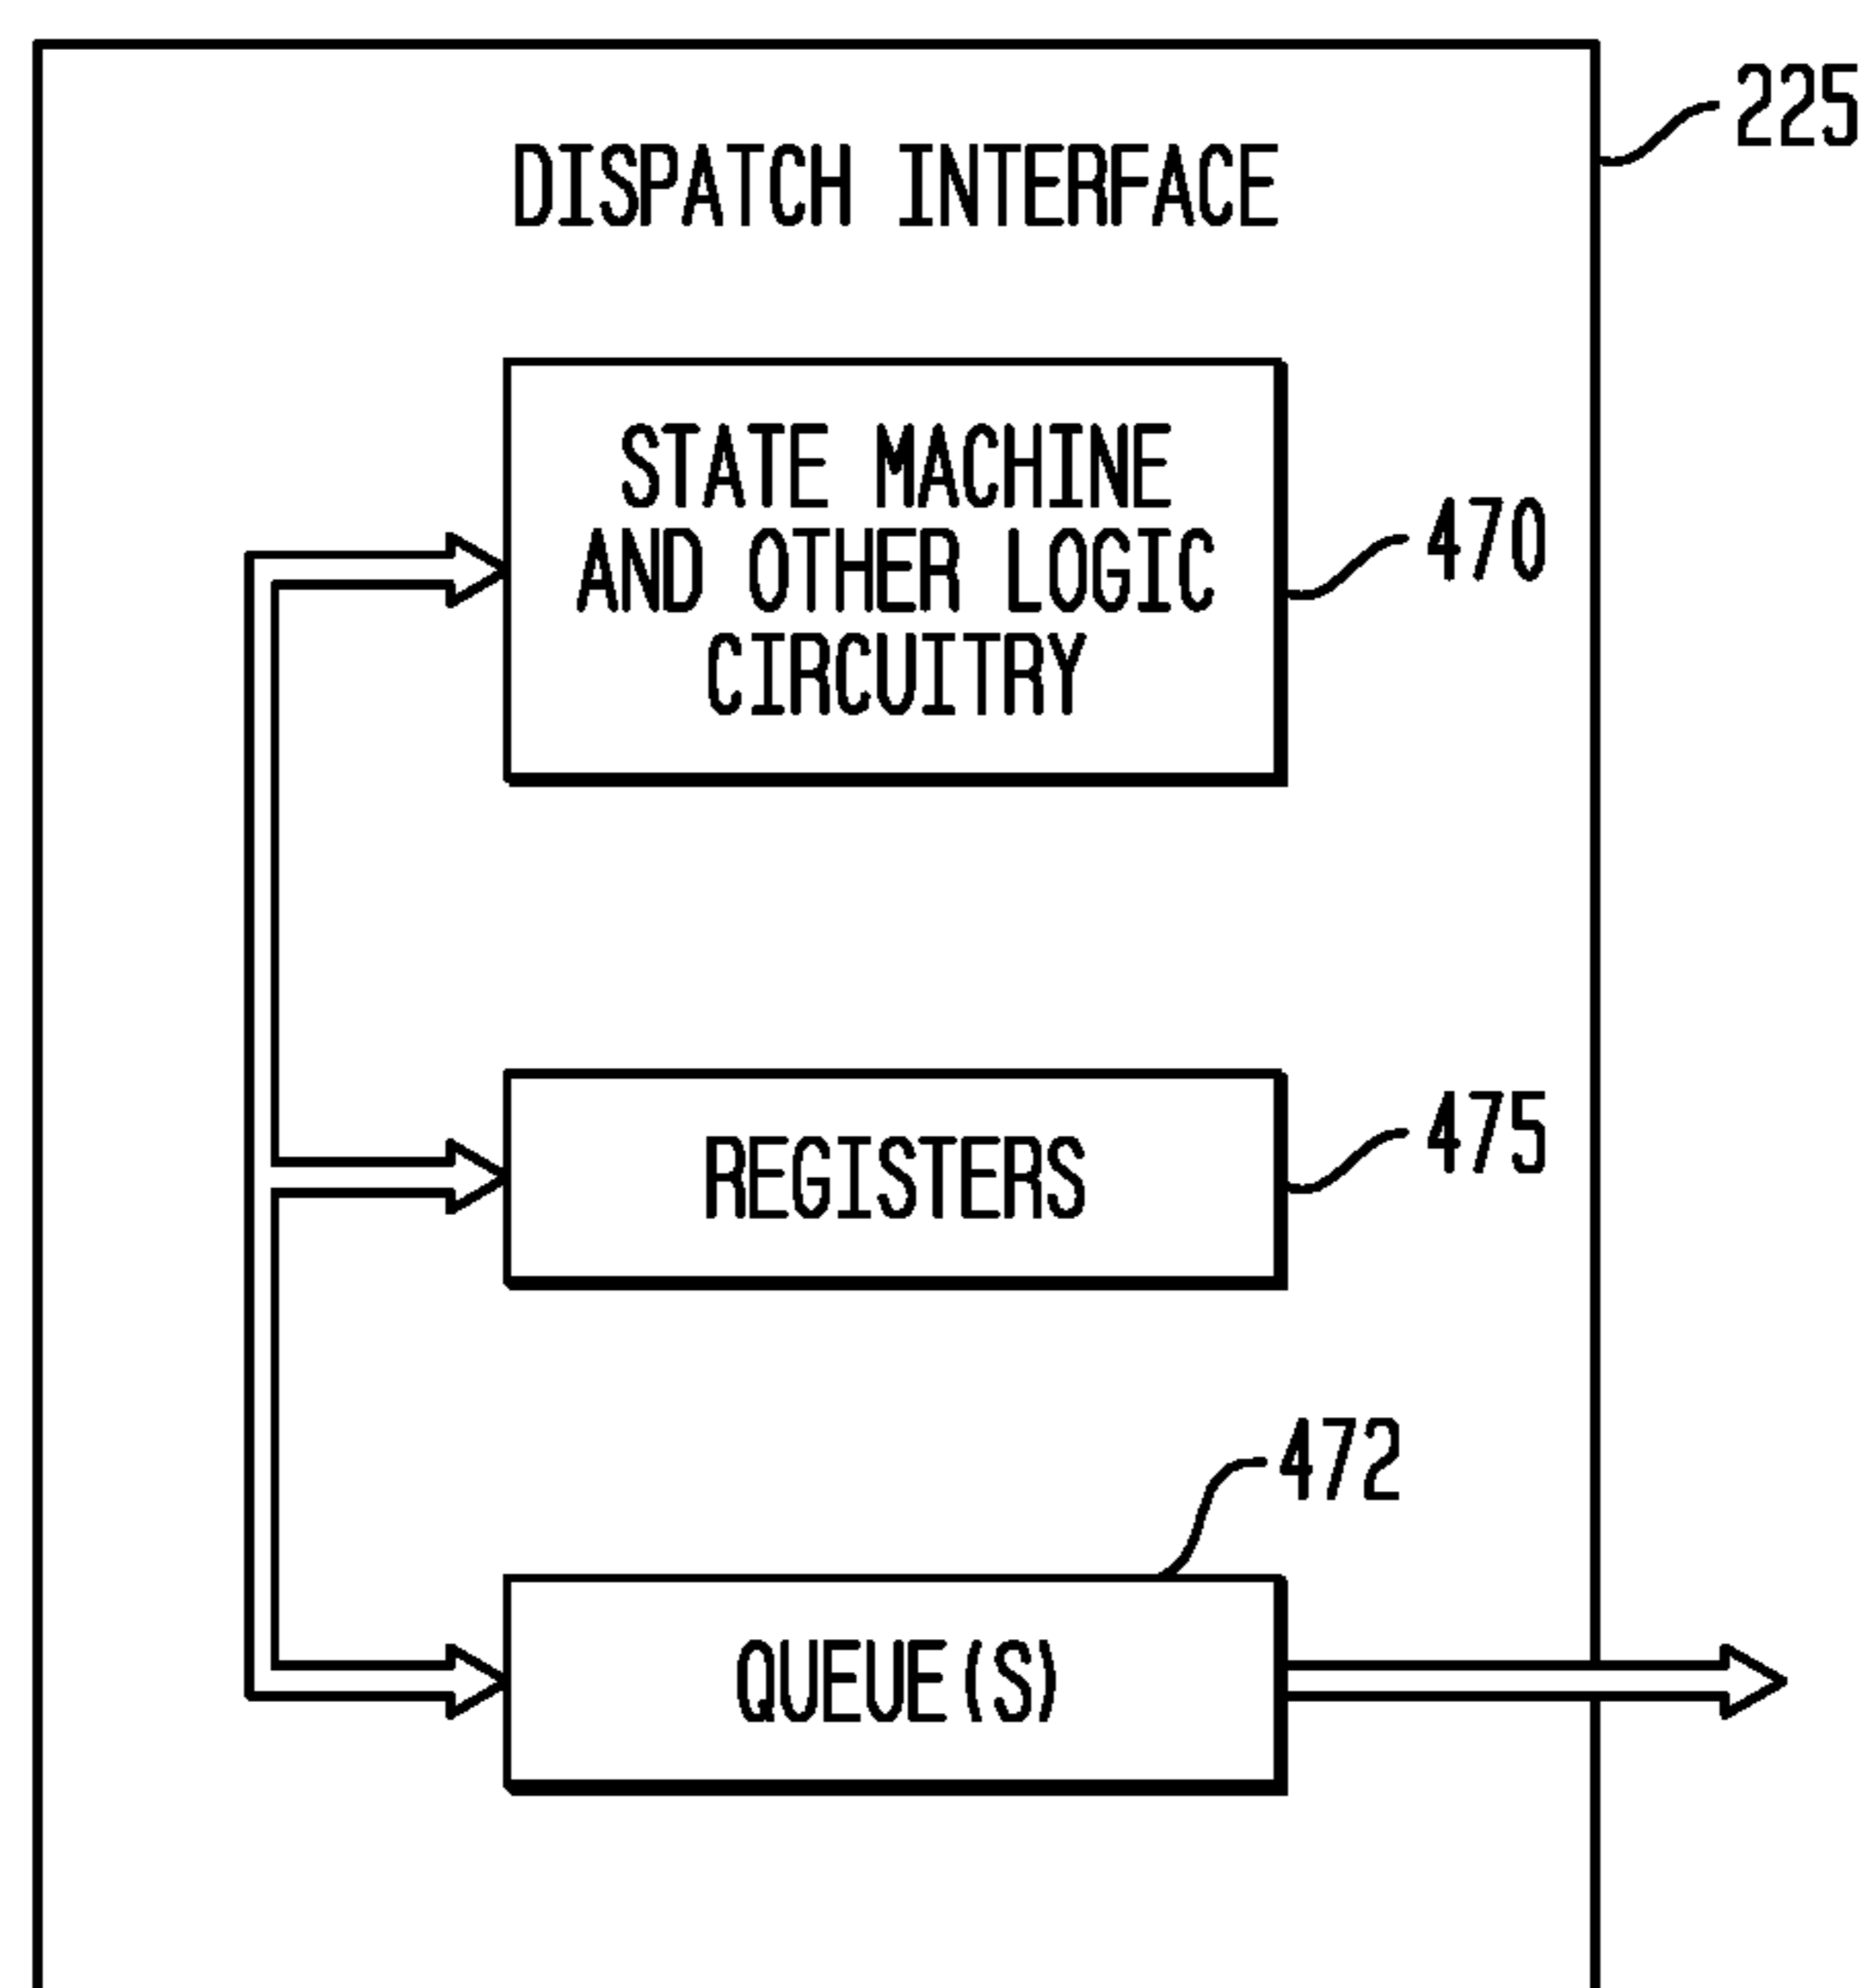 225
DISPATCH INTERFACE
STATE MACHINE
AND OTHER LOGIC
CIRCUITRY
470
REGISTERS
475
472
QUEUE(S)